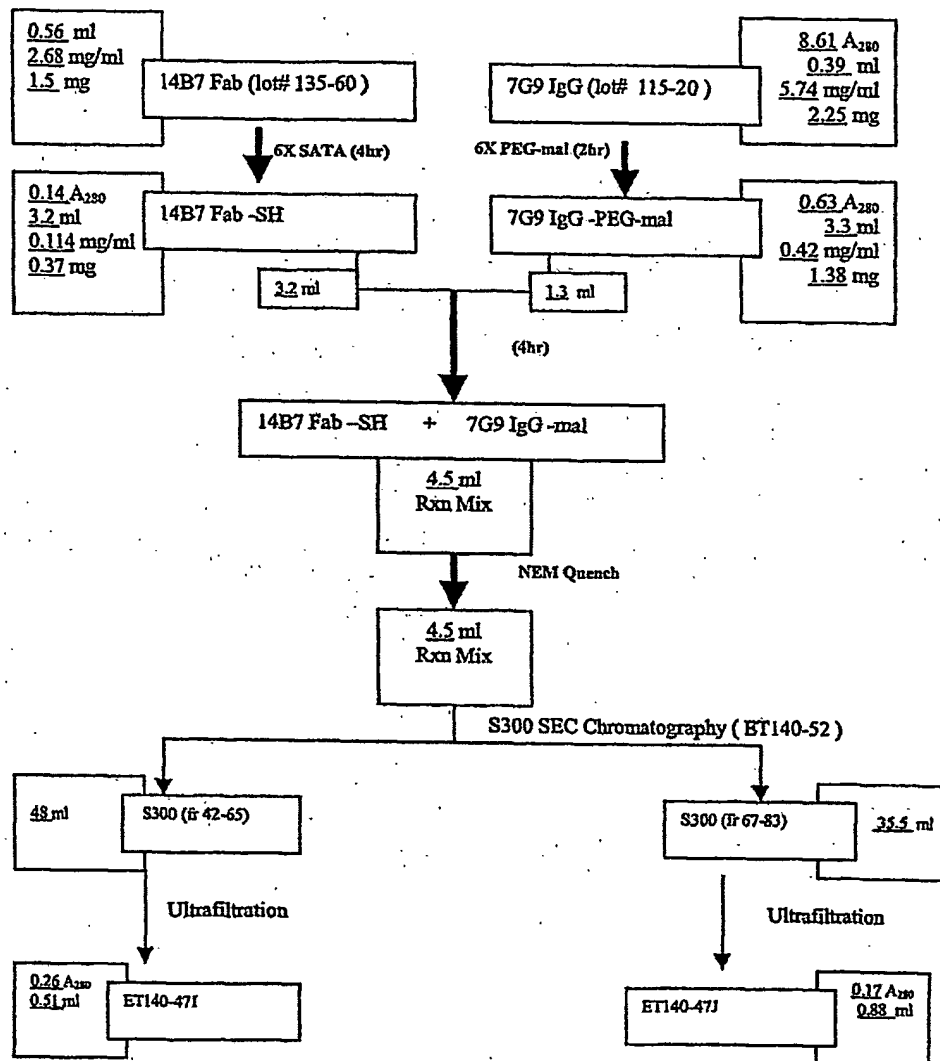 0.56 ml
2.68 mg/ml
1.5 mg
14B7 Fab (lot# 135-60)
7G9 IgG (lot# 115-20 )
8.61 A280
0.39 ml
5.74 mg/ml
2.25 mg
6X SATA (4hr)
6X PEG-mal (2hr)
0.14 A280
3.2 ml
0.114 mg/ml
0.37 mg
14B7 Fab -SH
7G9 IgG -PEG-mal
0.63 A280
3.3 ml
0.42 mg/ml
1.38 mg
3.2 ml
1.3 ml
(4hr)
14B7 Fab –SH + 7G9 IgG -mal
4.5 ml
Rxn Mix
NEM Quench
4.5 ml
Rxn Mix
S300 SEC Chromatography ( ET140-52 )
48 ml
S300 (fr 42-65)
S300 (fr 67-83)
35.5 ml
Ultrafiltration
Ultrafiltration
0.26 A280
0.51 ml
ET140-47I
ET140-47J
0.17 A280
0.88 ml